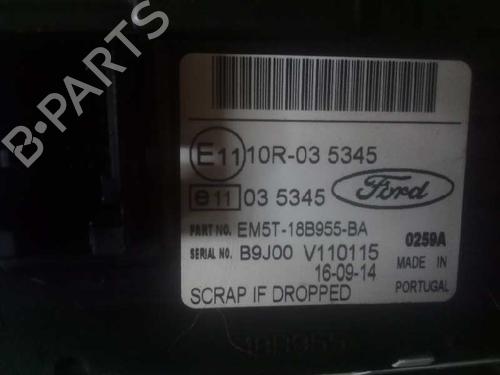 B-PARTS
E11 10R-03 5345
e11 03 5345
Ford
PART NO. EM5T-18B955-BA
0259A
SERIAL NO. B9J00 V110115
16-09-14
MADE IN
PORTUGAL
SCRAP IF DROPPED